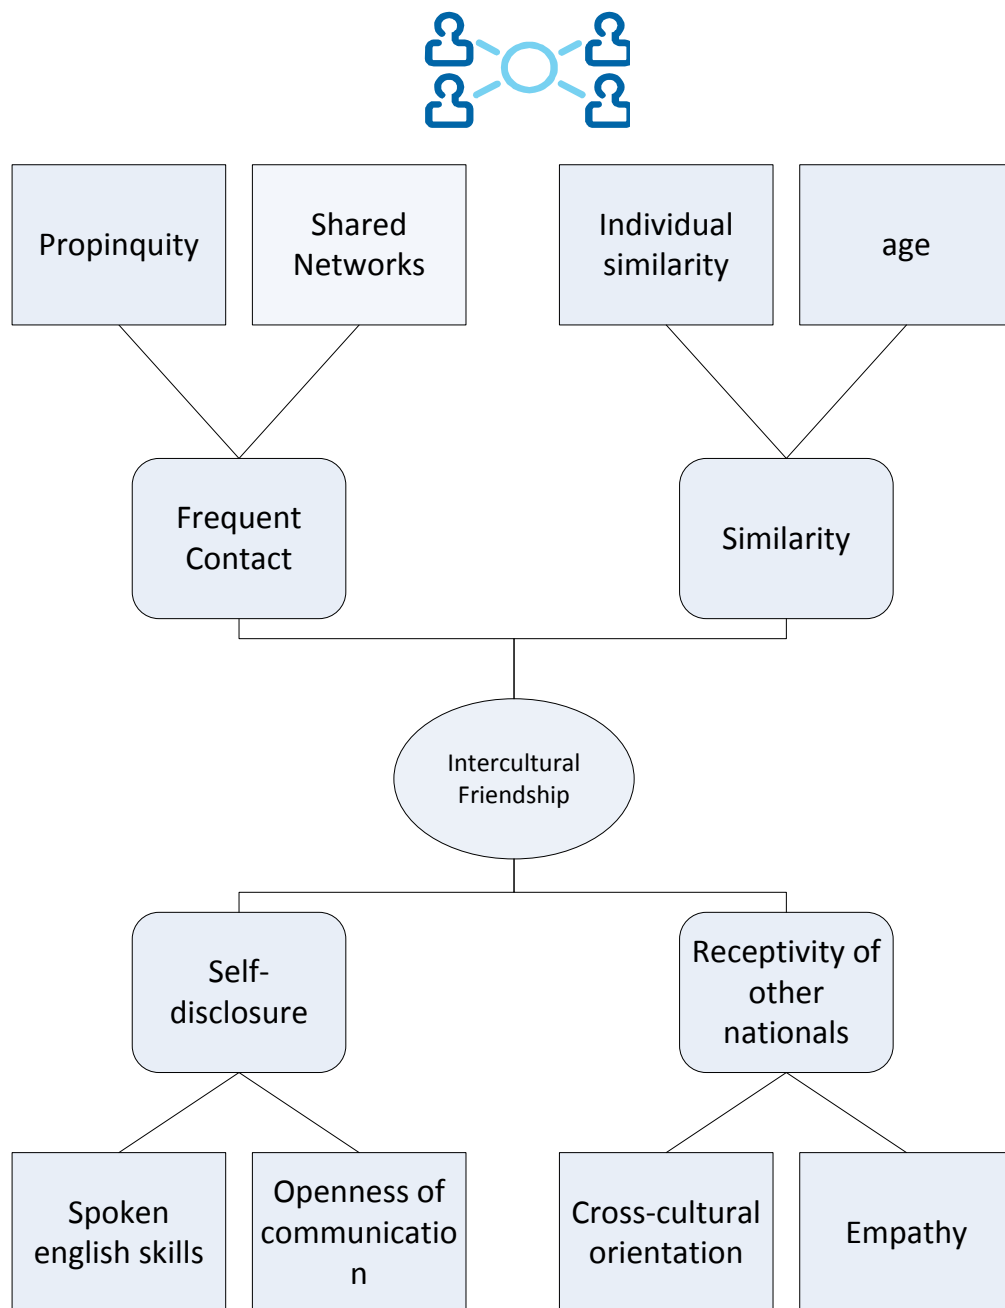 Propinquity
Shared
Networks
Individual
similarity
age
Frequent
Contact
Similarity
Intercultural
Friendship
Self-
disclosure
Receptivity of
other
nationals
Spoken
english skills
Openness of
communicatio
n
Cross-cultural
orientation
Empathy